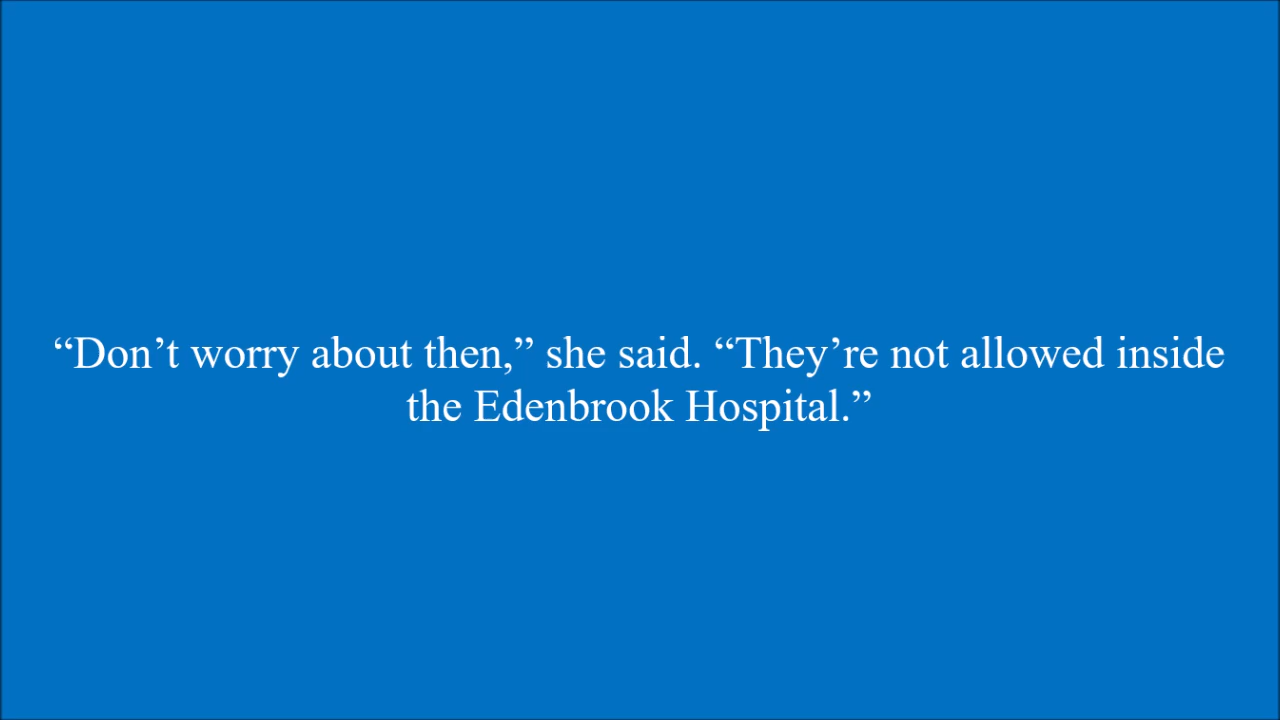 “Don’t worry about then,” she said. “They’re not allowed inside
the Edenbrook Hospital.”